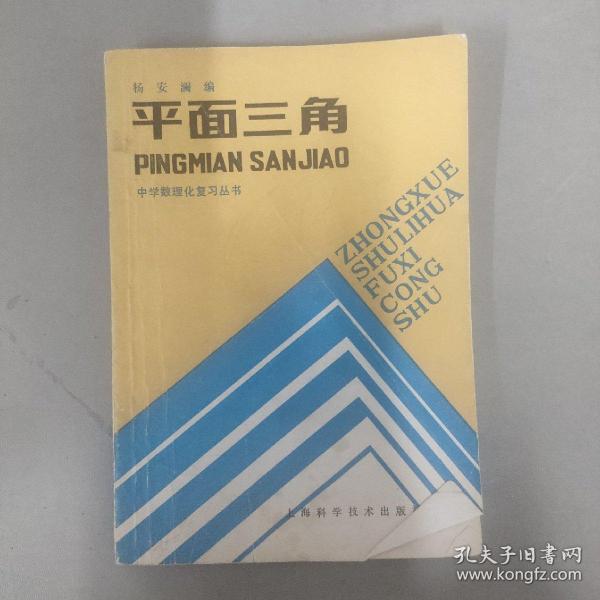 杨安澜编
平面三角
PINGMIAN SANJIAO
中学数理化复习丛书
ZHONGXUE
SHULIHUA
FUXI
CONG
SHU
上海科学技术出版
孔夫子旧书网
www.kongfz.com